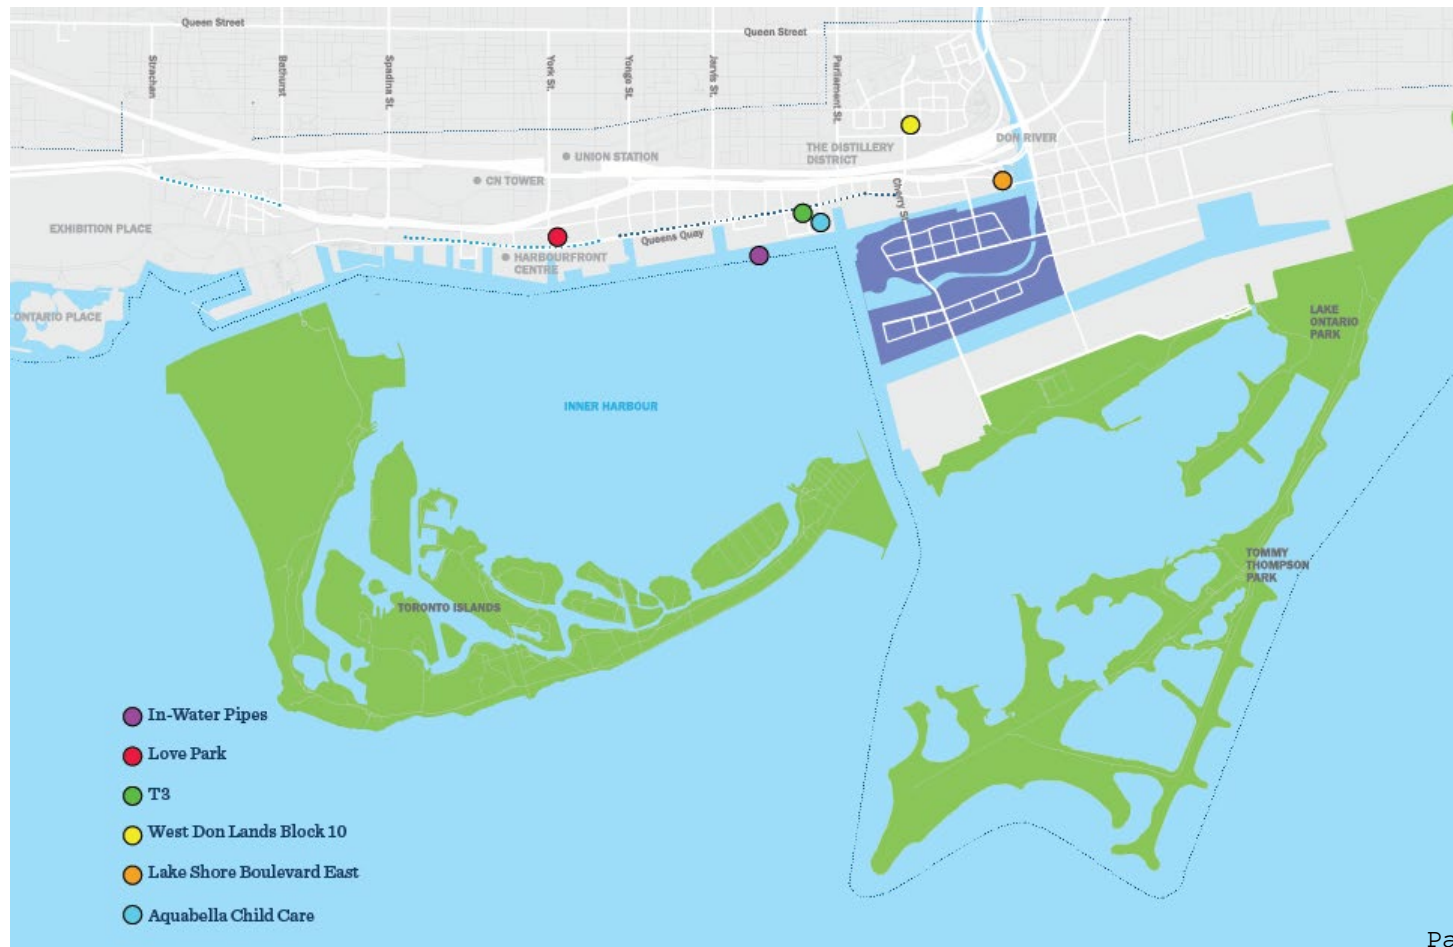 Queen Street
Queen Street
Strachan
Bathurst
Spadina St.
York St.
Yonge St.
Jarvis St.
Parliament St.
DON RIVER
THE DISTILLERY
DISTRICT
UNION STATION
CN TOWER
Cherry St.
EXHIBITION PLACE
Queens Quay
HARBOURFRONT
CENTRE
ONTARIO PLACE
LAKE
ONTARIO
PARK
INNER HARBOUR
TOMMY
THOMPSON
PARK
TORONTO ISLANDS
In-Water Pipes
Love Park
T3
West Don Lands Block 10
Lake Shore Boulevard East
Aquabella Child Care
Pa